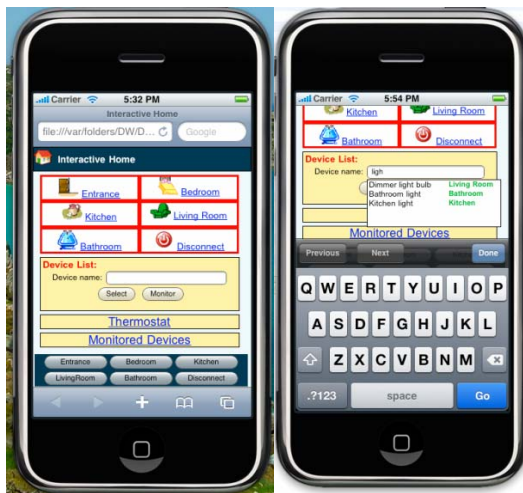 Carrier 5:32 PM
Interactive Home
file:///var/folders/DW/D... Google
Interactive Home
Entrance Bedroom
Kitchen Living Room
Bathroom Disconnect
Device List:
Device name:
Select Monitor
Thermostat
Monitored Devices
Entrance Bedroom Kitchen
LivingRoom Bathroom Disconnect
Carrier 5:54 PM
Kitchen Living Room
Bathroom Disconnect
Device List:
Device name: ligh
Dimmer light bulb Living Room
Bathroom light Bathroom
Kitchen light Kitchen
Monitored Devices
Previous Next Done
Q W E R T Y U I O P
A S D F G H J K L
Z X C V B N M
.?123 space Go